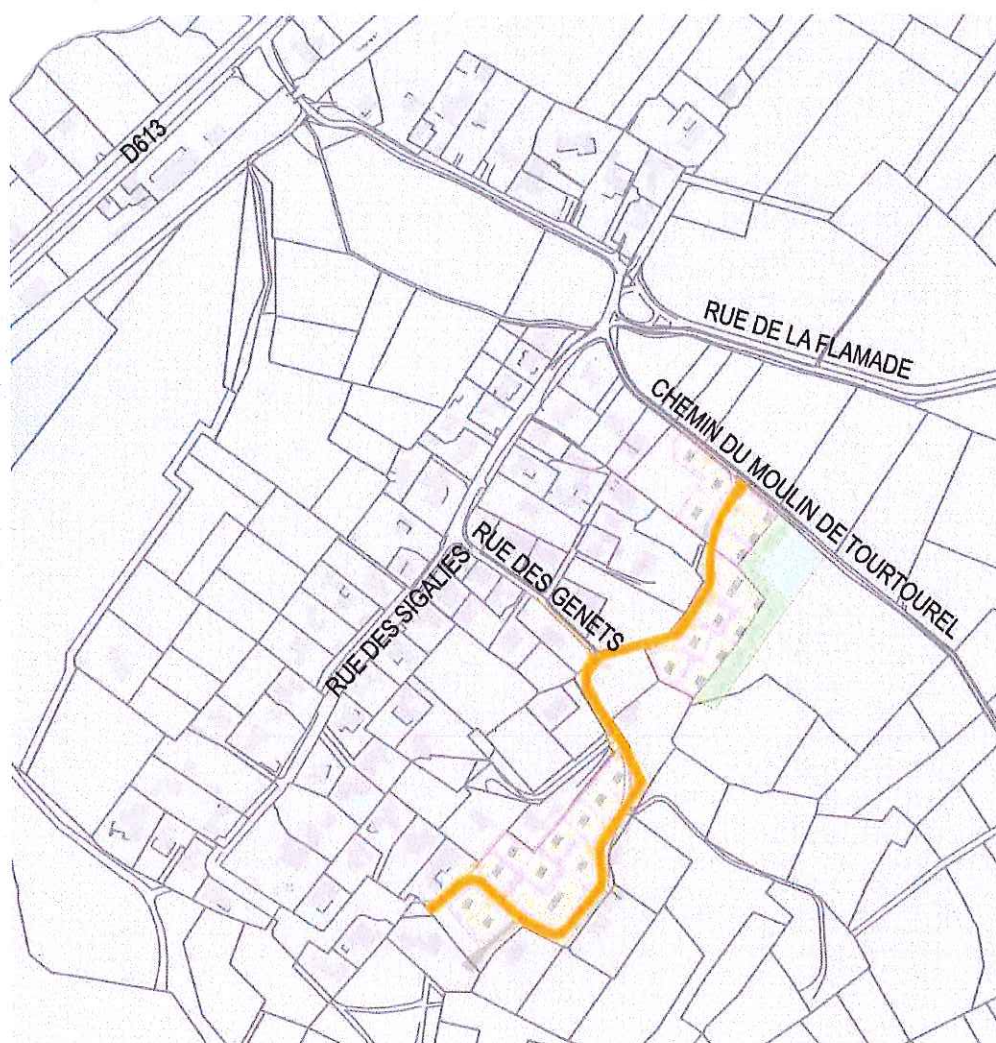 D613
RUE DE LA FLAMADE
CHEMIN DU MOULIN DE TOURTOUREL
RUE DES GENETS
RUE DES SIGALIES